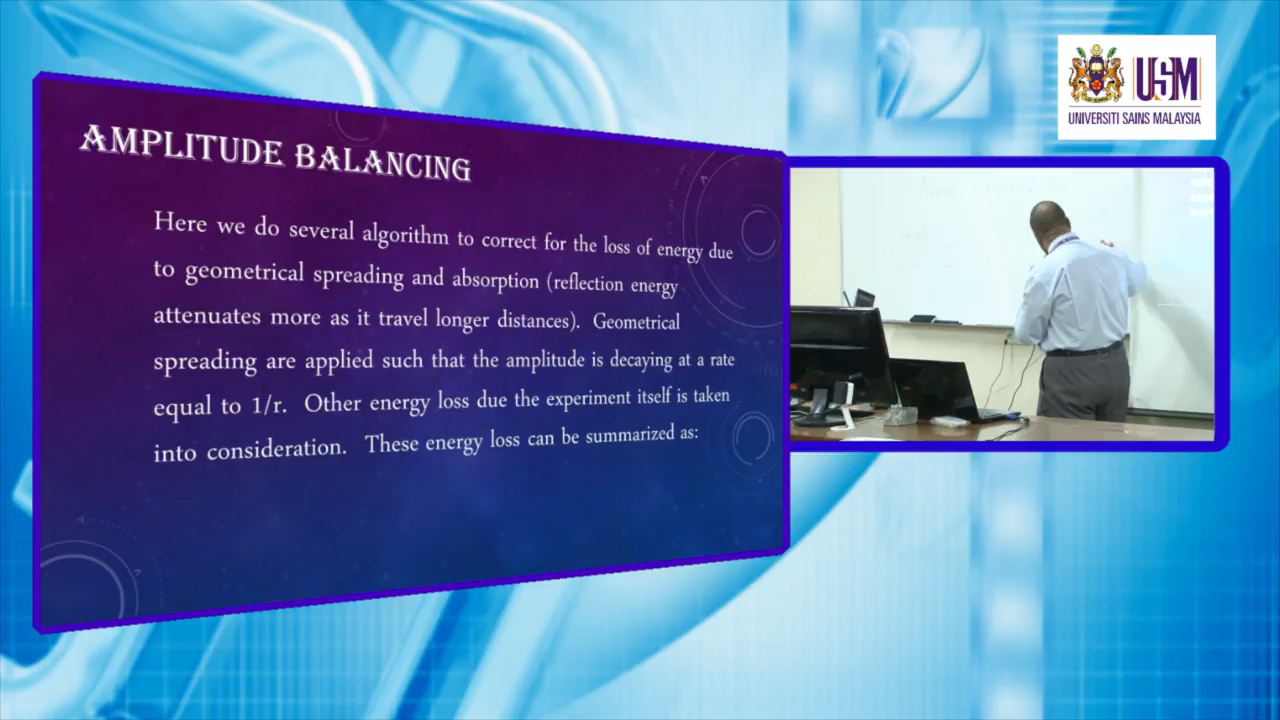 AMPLITUDE BALANCING
Here we do several algorithm to correct for the loss of energy due
to geometrical spreading and absorption (reflection energy
attenuates more as it travel longer distances). Geometrical
spreading are applied such that the amplitude is decaying at a rate
equal to 1/r. Other energy loss due the experiment itself is taken
into consideration. These energy loss can be summarized as:
USM
UNIVERSITI SAINS MALAYSIA